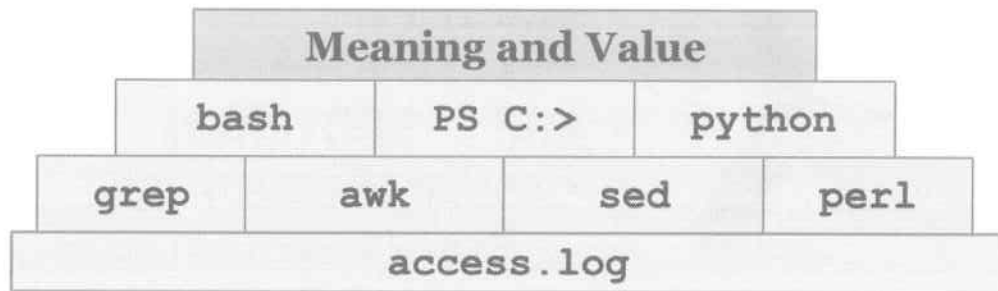 Meaning and Value
bash PS C:> python
grep awk sed perl
access.log